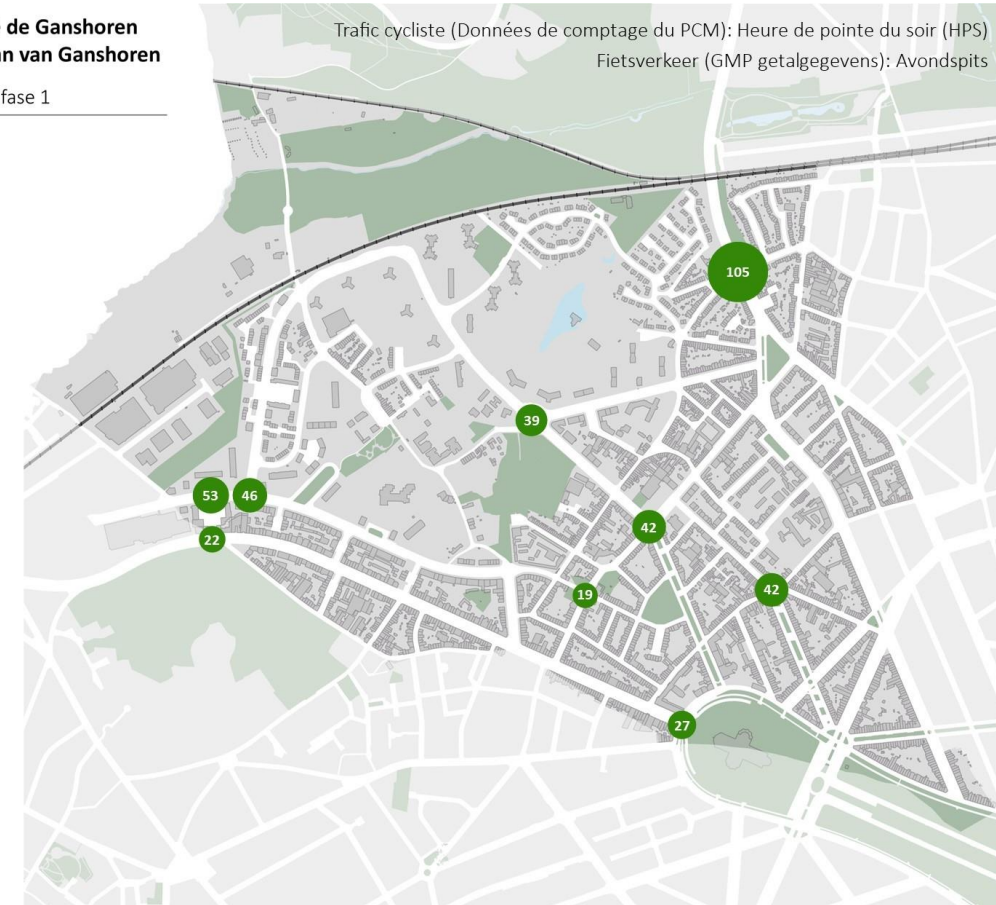 de Ganshoren
an van Ganshoren
fase 1
Trafic cycliste (Données de comptage du PCM): Heure de pointe du soir (HPS)
Fietsverkeer (GMP getalgegevens): Avondspits
105
39
53
46
22
42
42
19
27